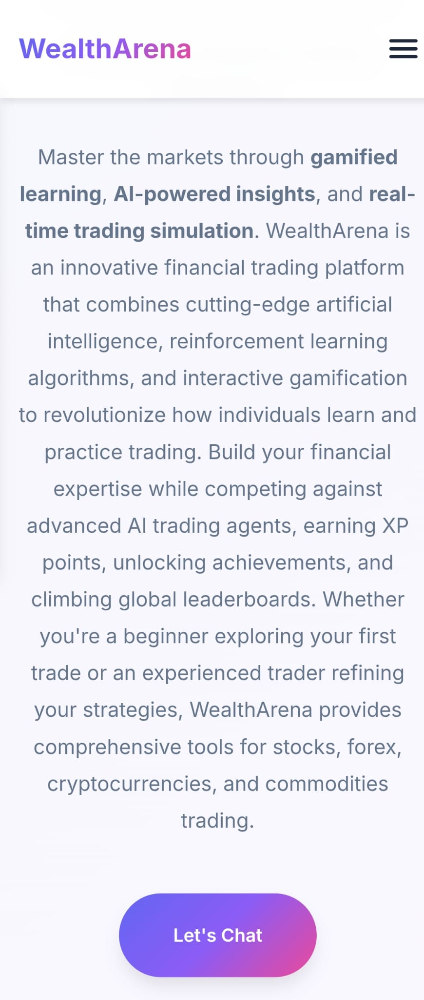 WealthArena
Master the markets through gamified
learning, AI-powered insights, and real-
time trading simulation. WealthArena is
an innovative financial trading platform
that combines cutting-edge artificial
intelligence, reinforcement learning
algorithms, and interactive gamification
to revolutionize how individuals learn and
practice trading. Build your financial
expertise while competing against
advanced AI trading agents, earning XP
points, unlocking achievements, and
climbing global leaderboards. Whether
you're a beginner exploring your first
trade or an experienced trader refining
your strategies, WealthArena provides
comprehensive tools for stocks, forex,
cryptocurrencies, and commodities
trading.
Let's Chat